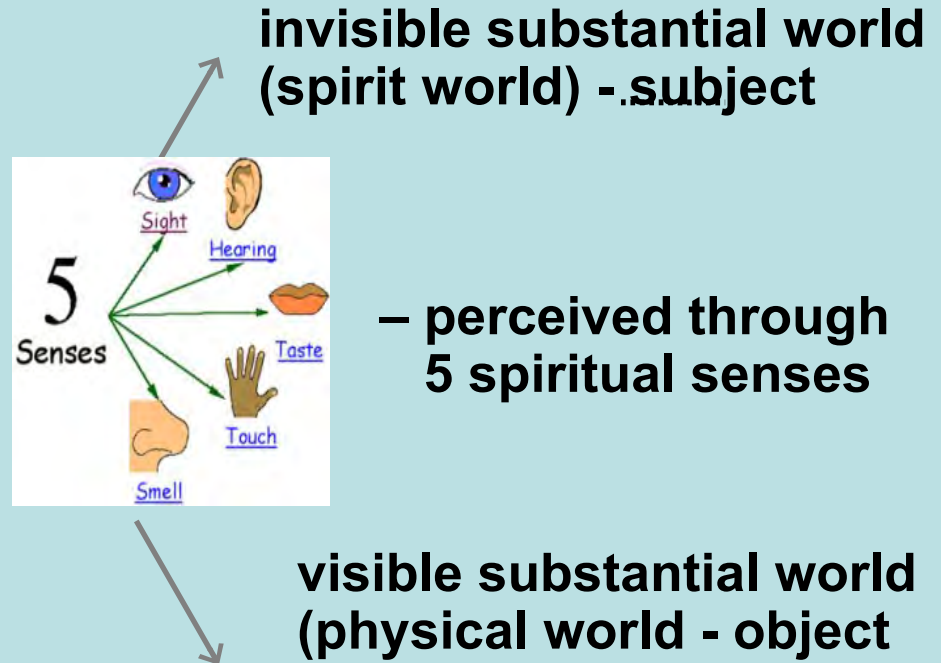 invisible substantial world
(spirit world) - subject
Sight
Hearing
5
Senses
Taste
Touch
Smell
– perceived through
5 spiritual senses
visible substantial world
(physical world - object